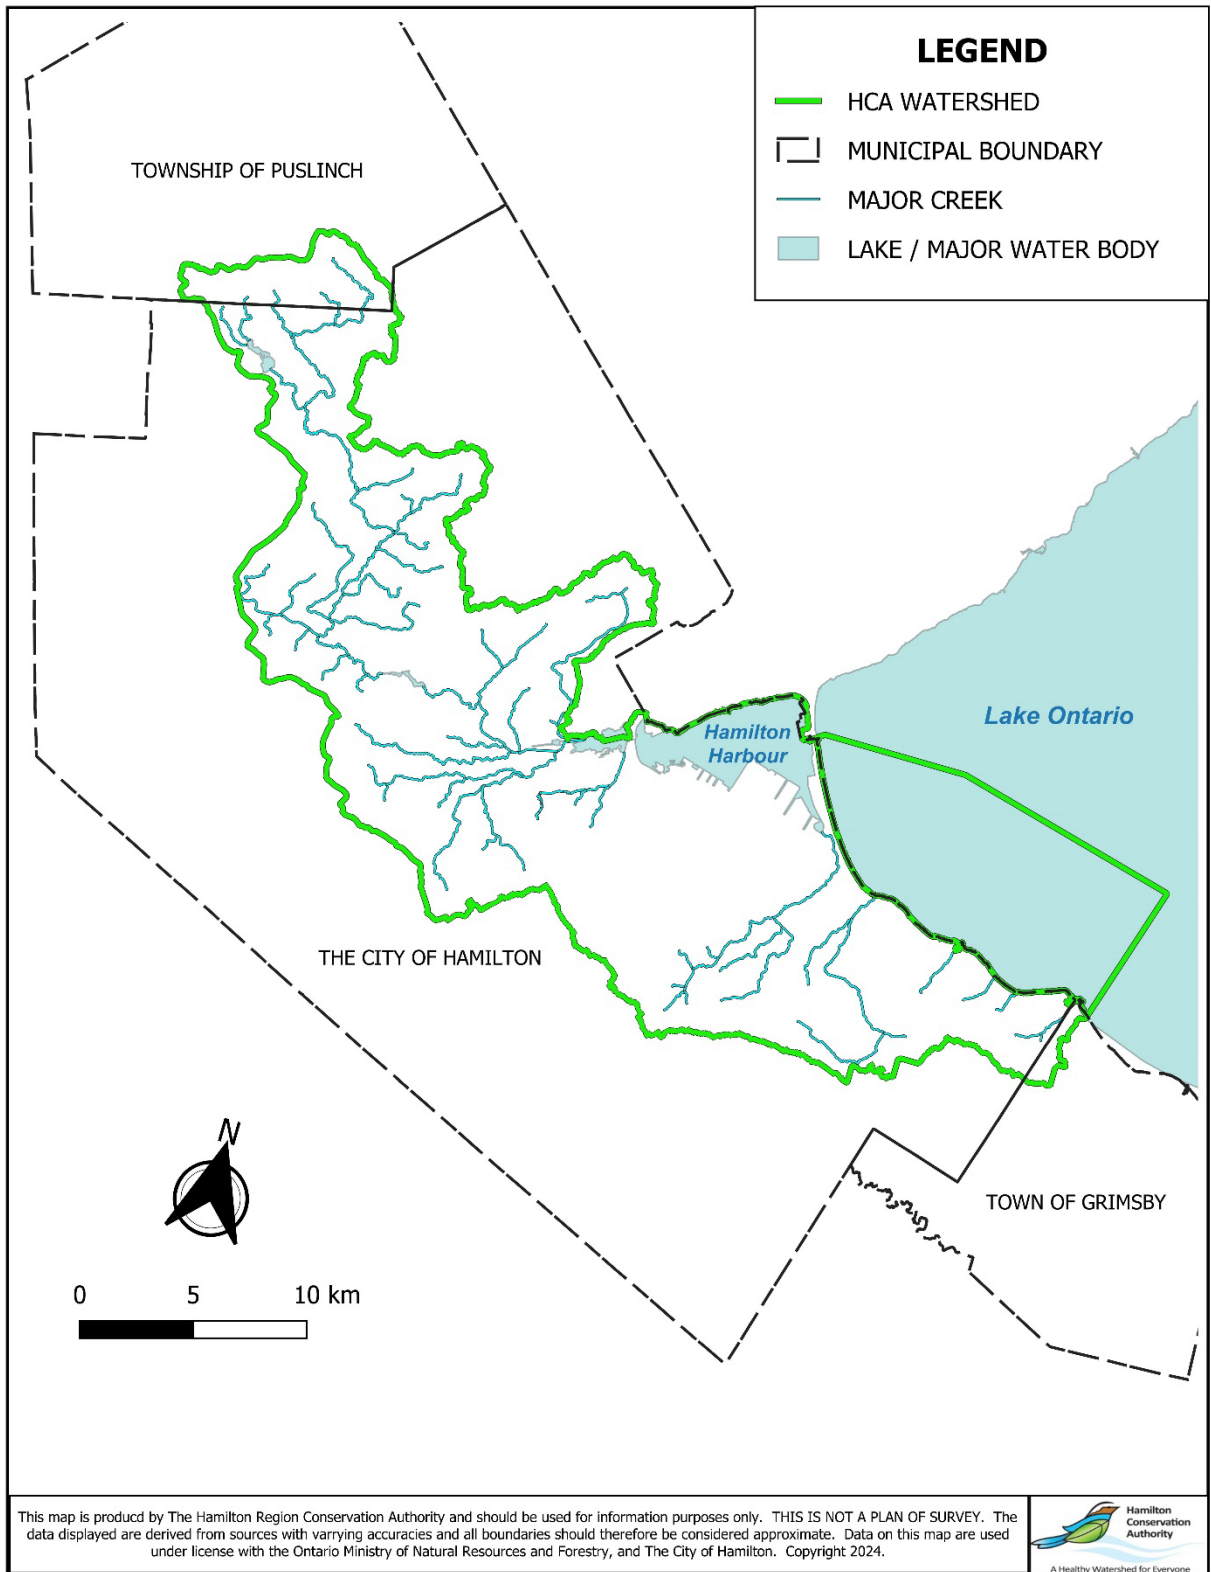 LEGEND
HCA WATERSHED
MUNICIPAL BOUNDARY
MAJOR CREEK
LAKE / MAJOR WATER BODY
TOWNSHIP OF PUSLINCH
Lake Ontario
Hamilton
Harbour
THE CITY OF HAMILTON
TOWN OF GRIMSBY
N
0 5 10 km
This map is producd by The Hamilton Region Conservation Authority and should be used for information purposes only. THIS IS NOT A PLAN OF SURVEY. The
data displayed are derived from sources with varrying accuracies and all boundaries should therefore be considered approximate. Data on this map are used
under license with the Ontario Ministry of Natural Resources and Forestry, and The City of Hamilton. Copyright 2024.
Hamilton
Conservation
Authority
A Healthy Watershed for Everyone